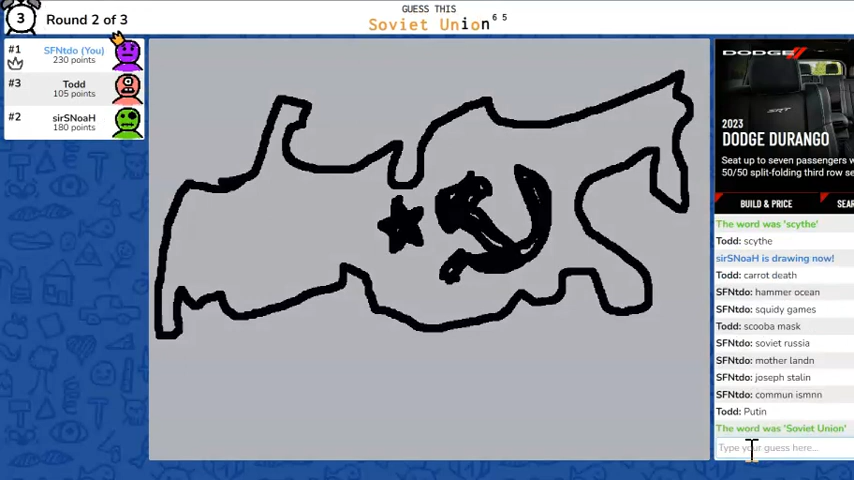 3
Round 2 of 3
GUESS THIS
Soviet Union 6 5
#1
SFNtdo (You)
230 points
#3
Todd
105 points
#2
sirSNoaH
180 points
DODGE
SRT
2023
DODGE DURANGO
Seat up to seven passengers w
50/50 split-folding third row se
BUILD & PRICE
SEAR
The word was 'scythe'
Todd: scythe
sirSNoaH is drawing now!
Todd: carrot death
SFNtdo: hammer ocean
SFNtdo: squidy games
Todd: scooba mask
SFNtdo: soviet russia
SFNtdo: mother landn
SFNtdo: joseph stalin
SFNtdo: commun ismnn
Todd: Putin
The word was 'Soviet Union'
Type your guess here...